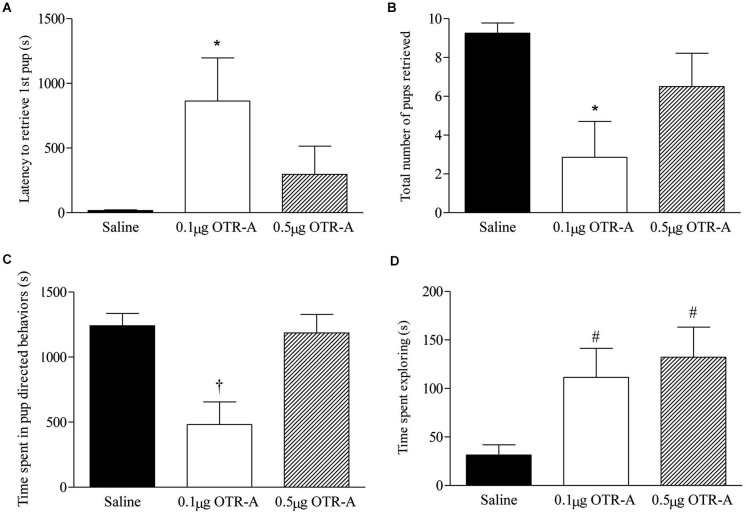 A
Latency to retrieve 1st pup (s)
1500
1000
500
0
*
Saline
0.1µg OTR-A
0.5µg OTR-A
B
Total number of pups retrieved
10
8
6
4
2
0
*
Saline
0.1µg OTR-A
0.5µg OTR-A
C
Time spent in pup directed behaviors (s)
1500
1000
500
0
†
Saline
0.1µg OTR-A
0.5µg OTR-A
D
Time spent exploring (s)
200
150
100
50
0
#
#
Saline
0.1µg OTR-A
0.5µg OTR-A